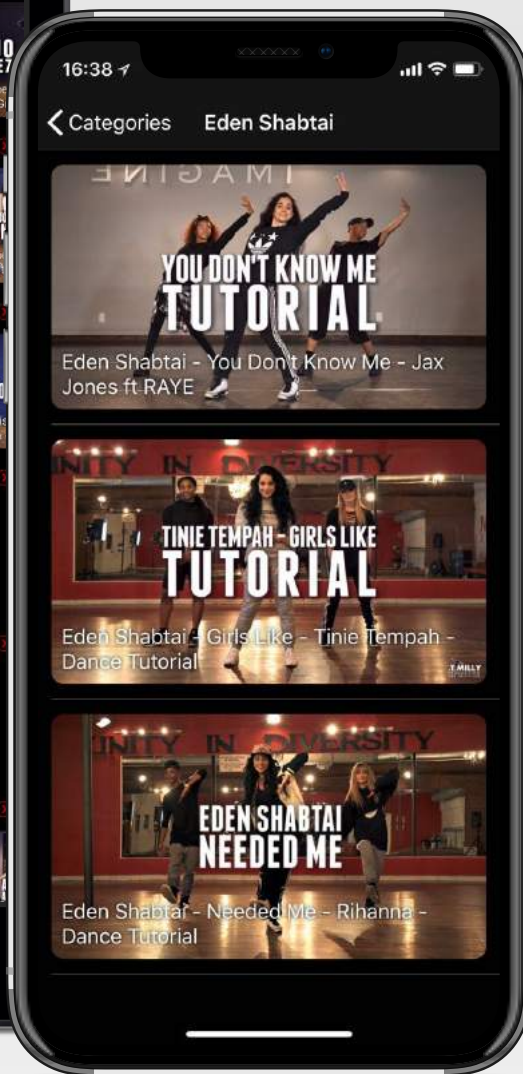 16:38
Categories Eden Shabtai
IMAGINE
YOU DON'T KNOW ME
TUTORIAL
Eden Shabtai - You Don't Know Me - Jax
Jones ft RAYE
UNITY IN DIVERSITY
TINIE TEMPAH - GIRLS LIKE
TUTORIAL
Eden Shabtai - Girls Like - Tinie Tempah -
Dance Tutorial
T.MILLY
UNITY IN DIVERSITY
EDEN SHABTAI
NEEDED ME
Eden Shabtai - Needed Me - Rihanna -
Dance Tutorial